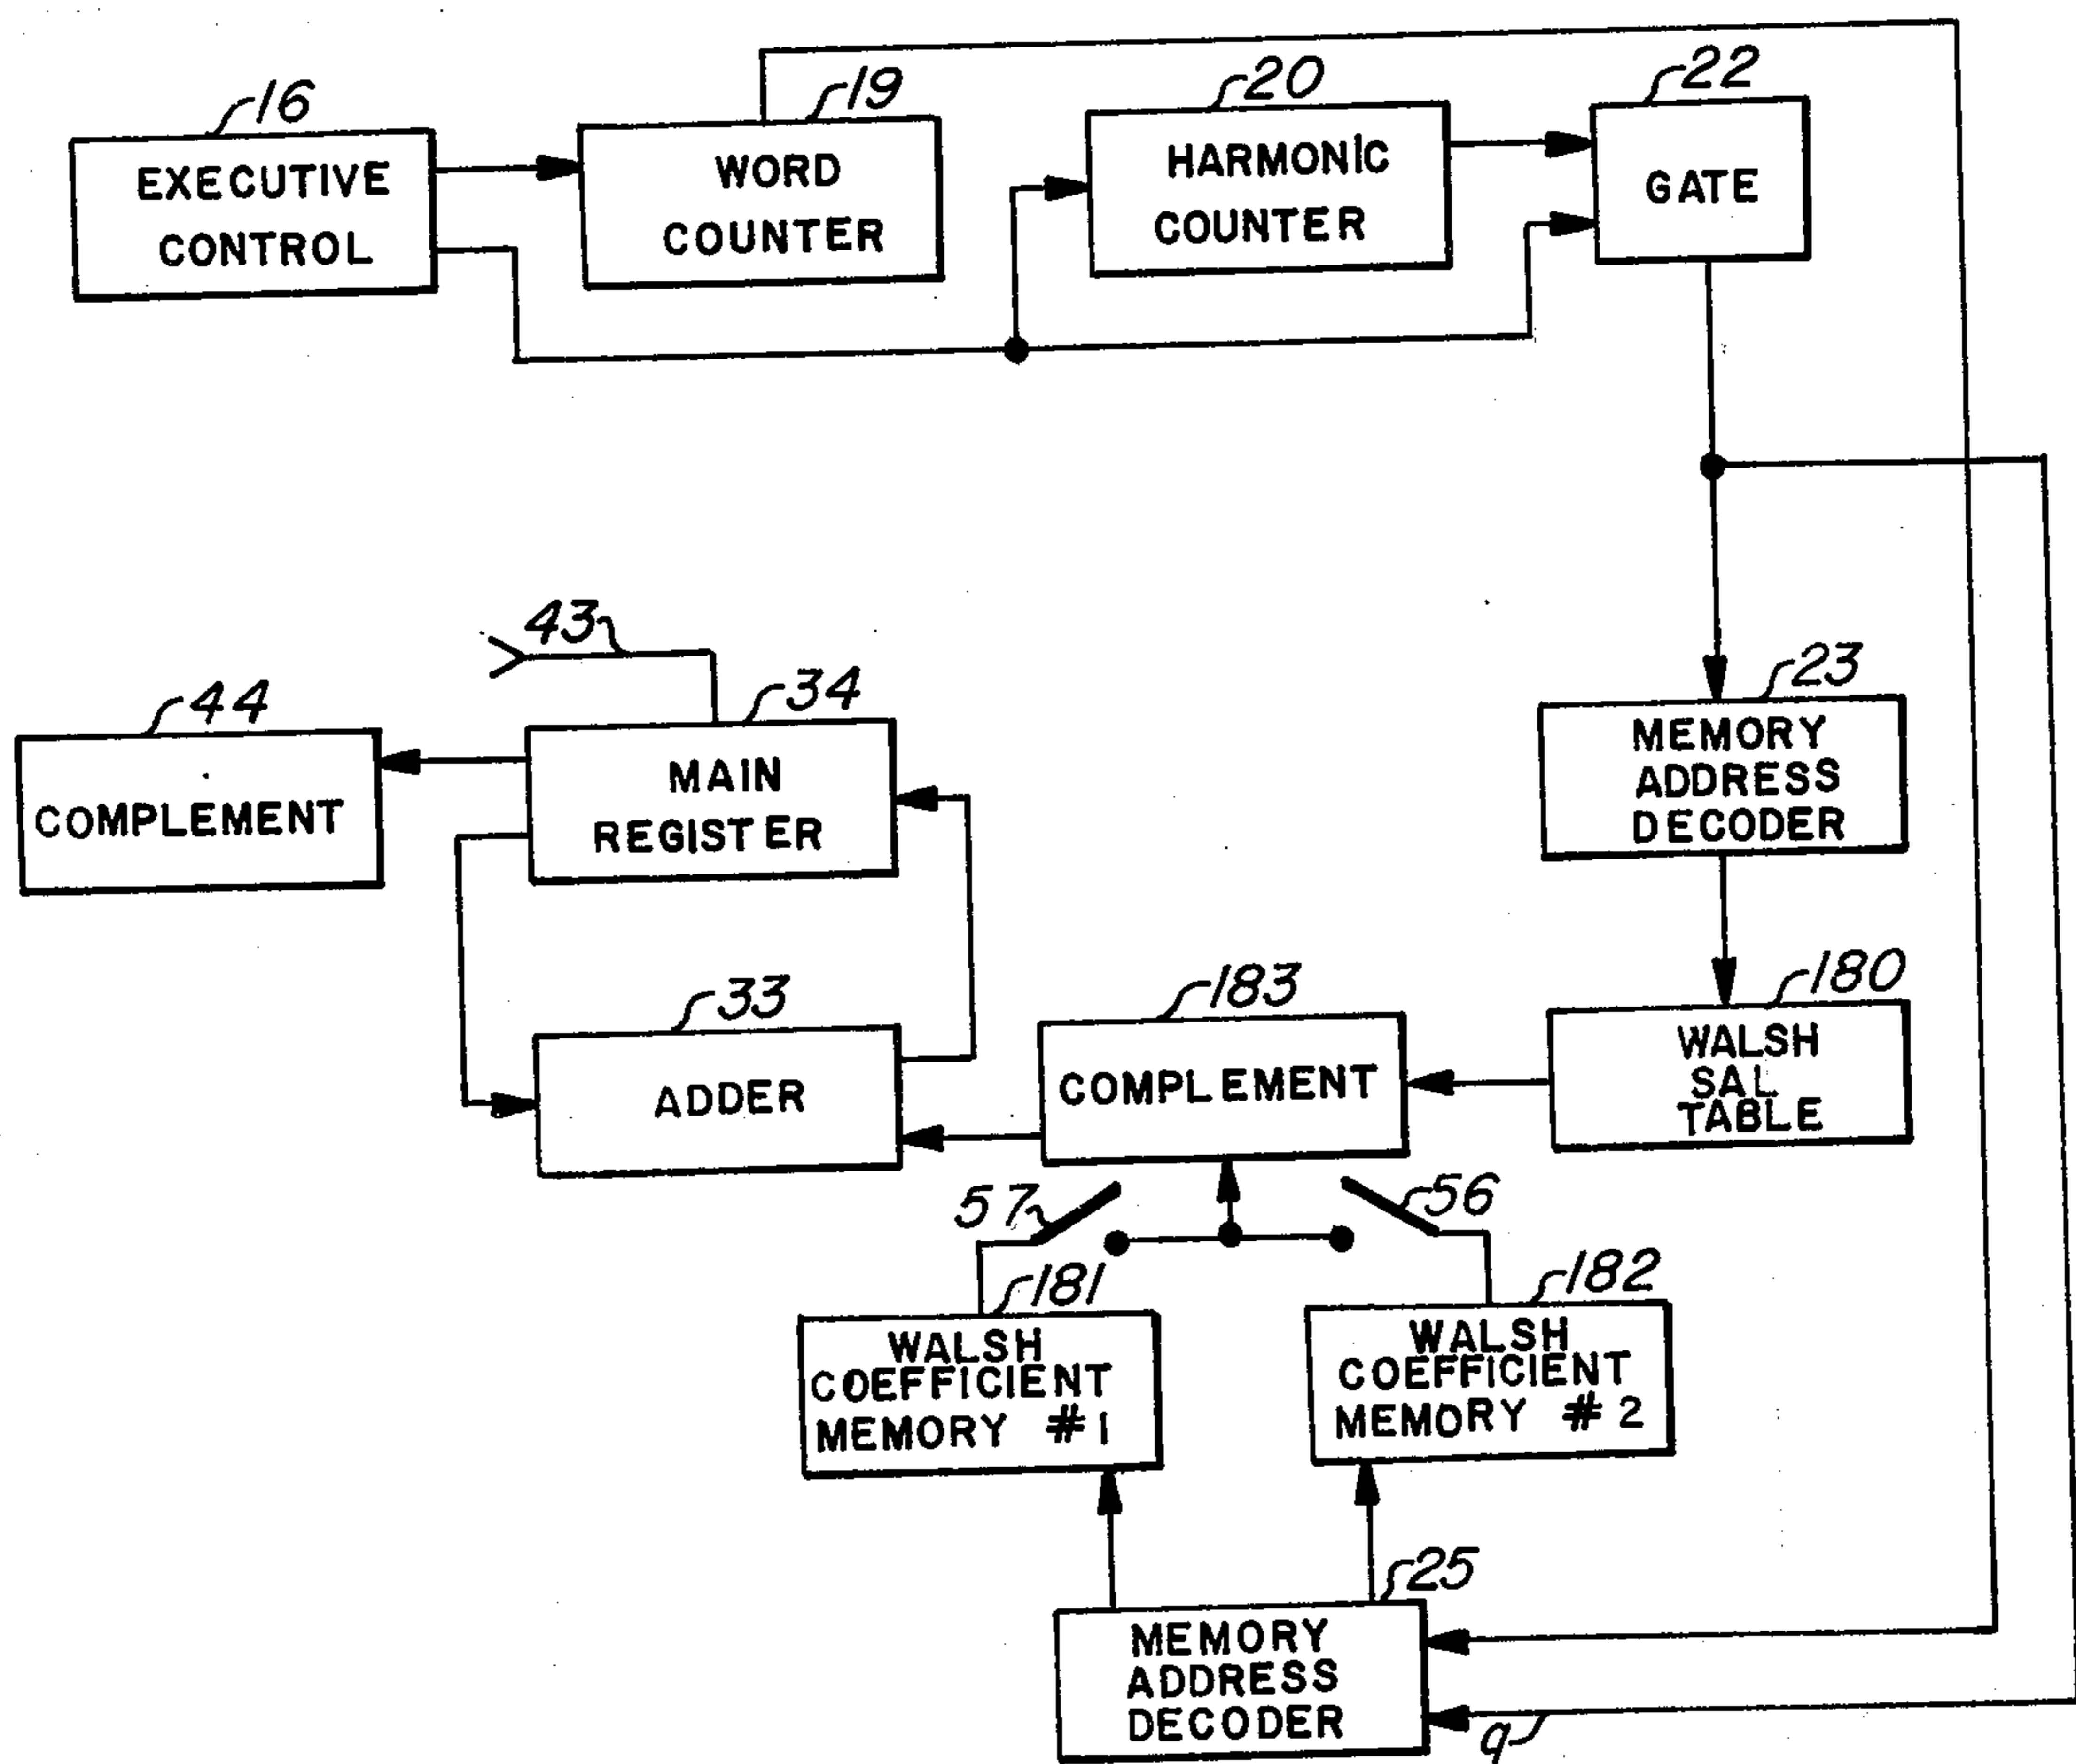 16
EXECUTIVE
CONTROL
19
WORD
COUNTER
20
HARMONIC
COUNTER
22
GATE
43
44
COMPLEMENT
34
MAIN
REGISTER
23
MEMORY
ADDRESS
DECODER
33
ADDER
183
COMPLEMENT
180
WALSH
SAL
TABLE
57
56
181
WALSH
COEFFICIENT
MEMORY #1
182
WALSH
COEFFICIENT
MEMORY #2
25
MEMORY
ADDRESS
DECODER
q